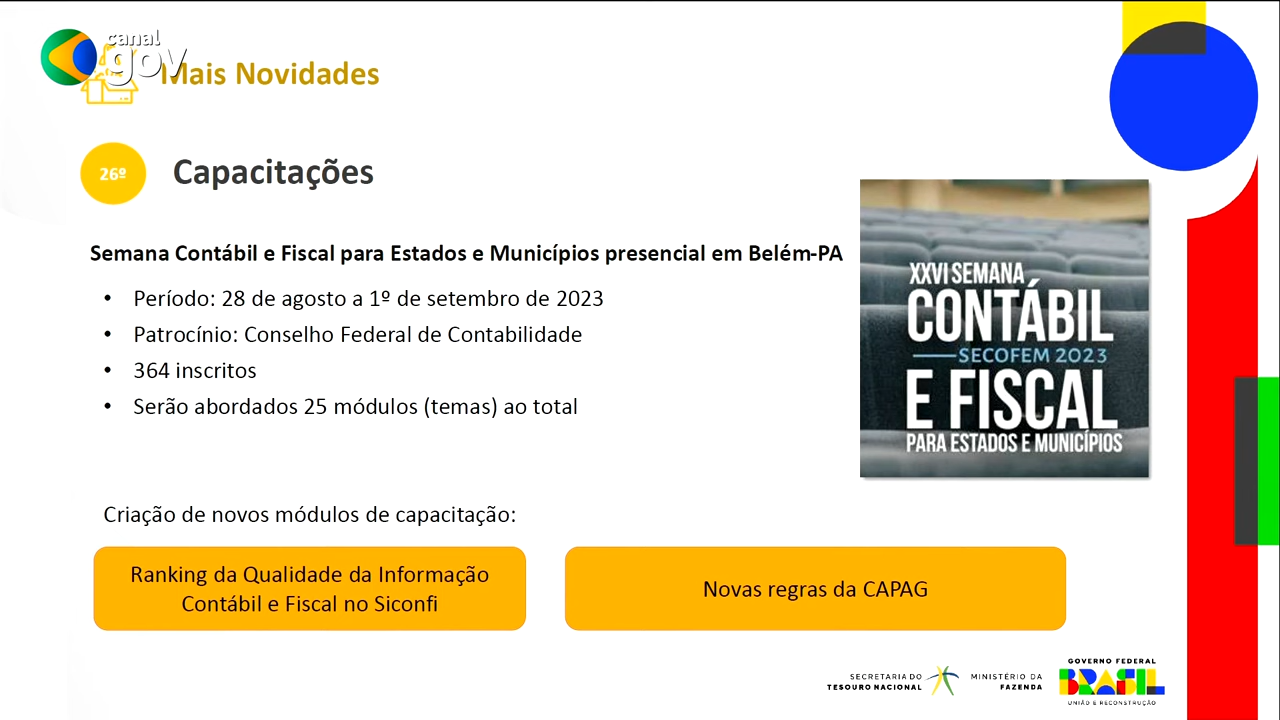 canal
gov
Mais Novidades
26º
Capacitações
Semana Contábil e Fiscal para Estados e Municípios presencial em Belém-PA
• Período: 28 de agosto a 1º de setembro de 2023
• Patrocínio: Conselho Federal de Contabilidade
• 364 inscritos
• Serão abordados 25 módulos (temas) ao total
XXVI SEMANA
CONTÁBIL
SECOFEM 2023
E FISCAL
PARA ESTADOS E MUNICÍPIOS
Criação de novos módulos de capacitação:
Ranking da Qualidade da Informação
Contábil e Fiscal no Siconfi
Novas regras da CAPAG
SECRETARIA DO
TESOURO NACIONAL
MINISTÉRIO DA
FAZENDA
GOVERNO FEDERAL
BRASIL
UNIÃO E RECONSTRUÇÃO